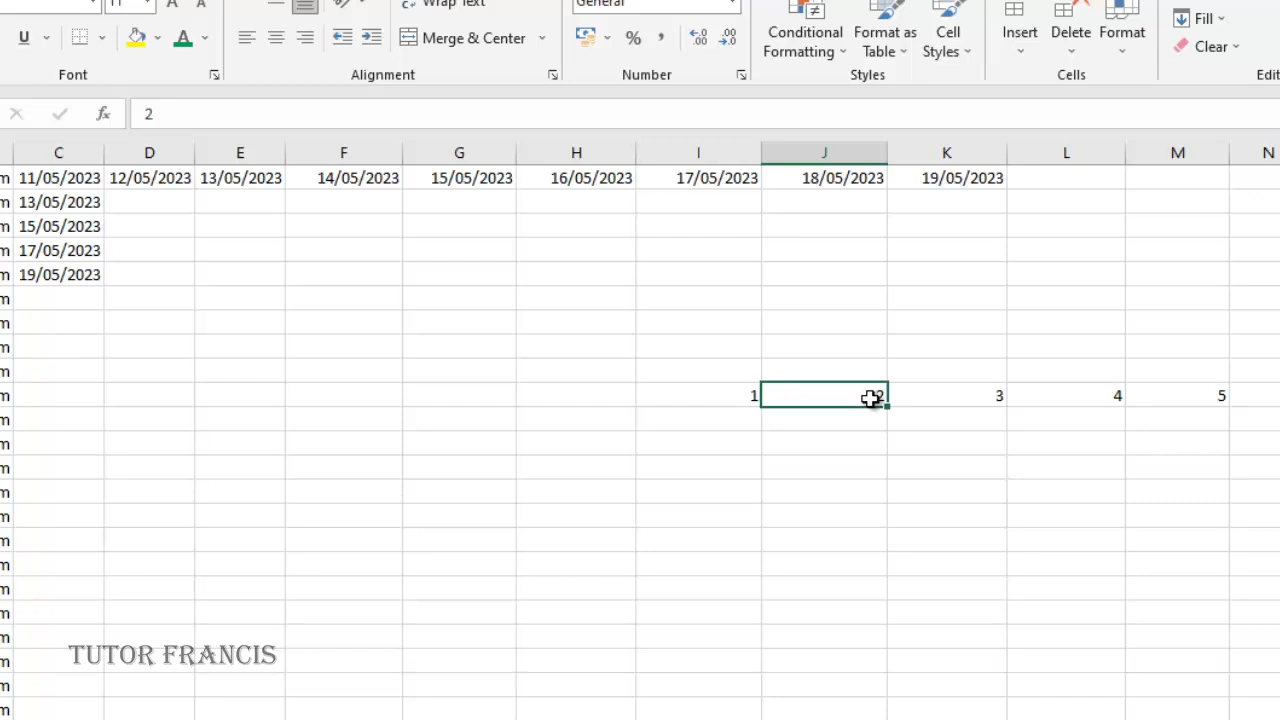 11
Wrap Text
General
U
A
Merge & Center
%
,
Conditional Formatting
Format as Table
Cell Styles
Insert
Delete
Format
Fill
Clear
Font
Alignment
Number
Styles
Cells
Edit
fx
2
C D E F G H I J K L M N
m 11/05/2023 12/05/2023 13/05/2023 14/05/2023 15/05/2023 16/05/2023 17/05/2023 18/05/2023 19/05/2023
m 13/05/2023
m 15/05/2023
m 17/05/2023
m 19/05/2023
m
m
m
m
m 1 2 3 4 5
m
m
m
m
m
m
m
m
m
m
TUTOR FRANCIS
m
m
m